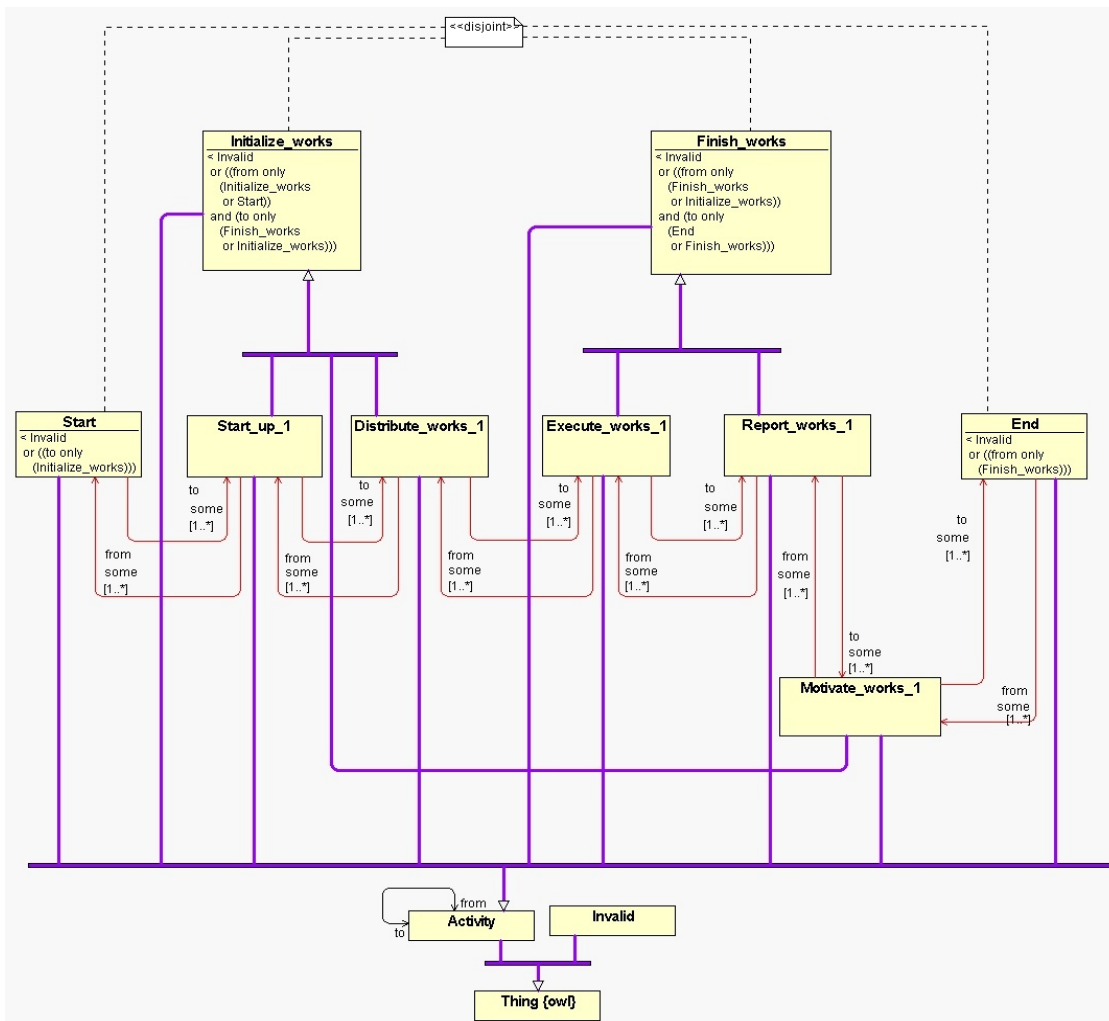 <<disjoint>>
Initialize_works
< Invalid
or ((from only
(Initialize_works
or Start))
and (to only
(Finish_works
or Initialize_works)))
Finish_works
< Invalid
or ((from only
(Finish_works
or Initialize_works))
and (to only
(End
or Finish_works)))
Start
< Invalid
or ((to only
(Initialize_works)))
Start_up_1
Distribute_works_1
Execute_works_1
Report_works_1
End
< Invalid
or ((from only
(Finish_works)))
to
some
[1..*]
to
some
[1..*]
to
some
[1..*]
to
some
[1..*]
to
some
[1..*]
from
some
[1..*]
from
some
[1..*]
from
some
[1..*]
from
some
[1..*]
from
some
[1..*]
to
some
[1..*]
Motivate_works_1
from
some
[1..*]
from
to
Activity
Invalid
Thing {owl}